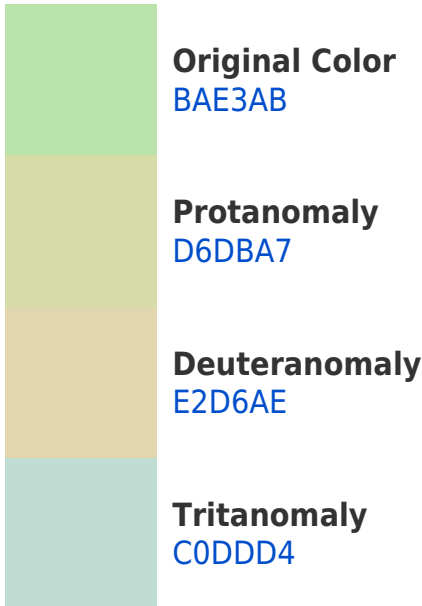 Original Color
BAE3AB
Protanomaly
D6DBA7
Deuteranomaly
E2D6AE
Tritanomaly
C0DDD4